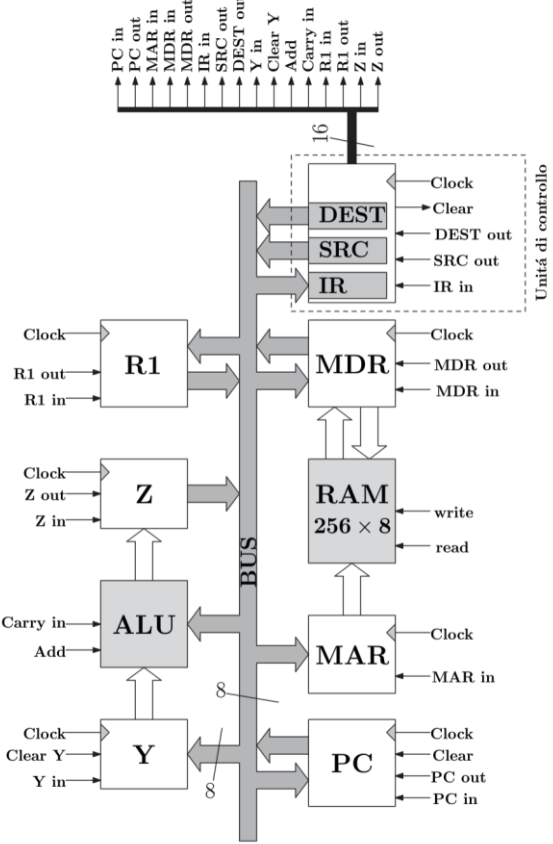 PC in
PC out
MAR in
MDR in
MDR out
IR in
SRC out
DEST out
Y in
Clear Y
Add
Carry in
R1 in
R1 out
Z in
Z out
16
Unitá di controllo
Clock
DEST
Clear
DEST out
SRC
SRC out
IR
IR in
Clock
R1
R1 out
R1 in
Clock
MDR
MDR out
MDR in
Clock
Z
Z out
Z in
RAM
256 × 8
write
read
BUS
ALU
Carry in
Add
Clock
MAR
MAR in
8
8
Clock
Y
Clear Y
Y in
Clock
Clear
PC
PC out
PC in